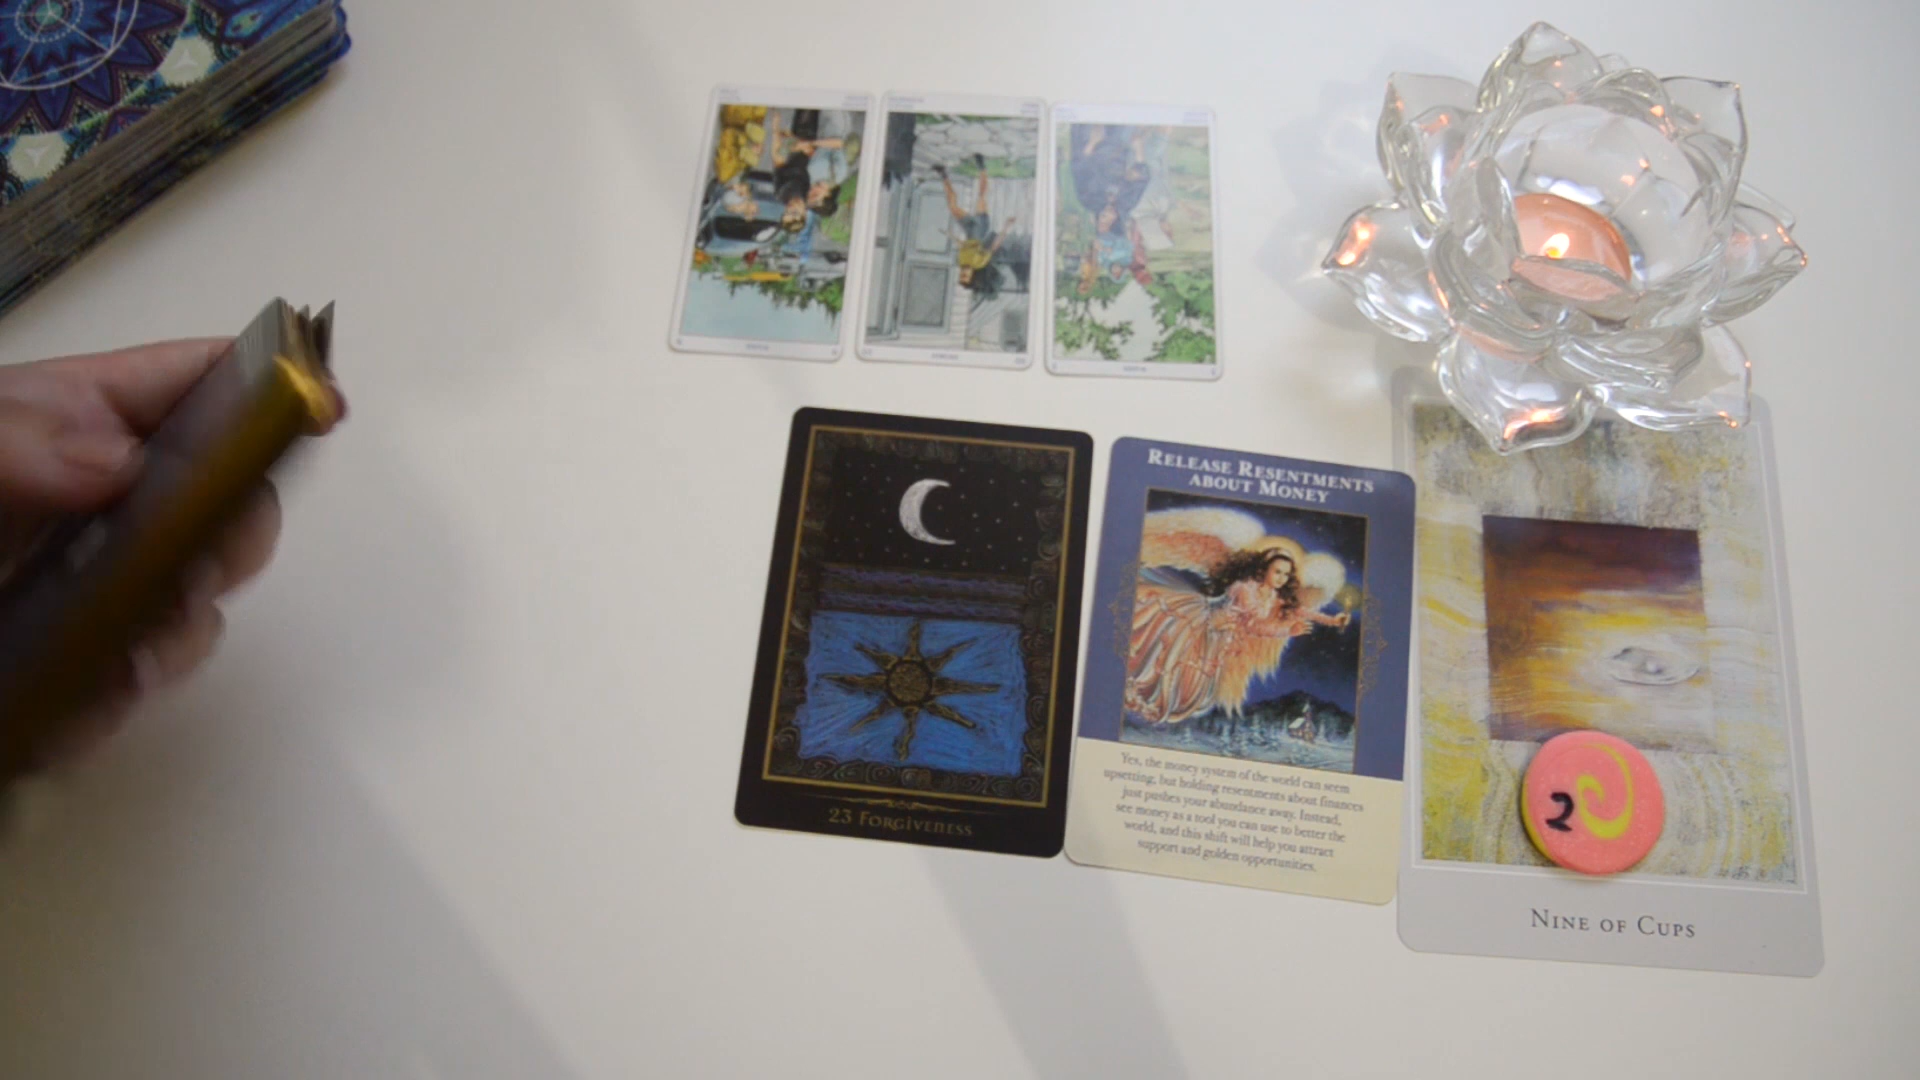 RELEASE RESENTMENTS
ABOUT MONEY
Yes, the money system of the world can seem
upsetting, but holding resentments about finances
just pushes your abundance away. Instead,
see money as a tool you can use to better the
world, and this shift will help you attract
support and golden opportunities.
23 FORGIVENESS
2
NINE OF CUPS